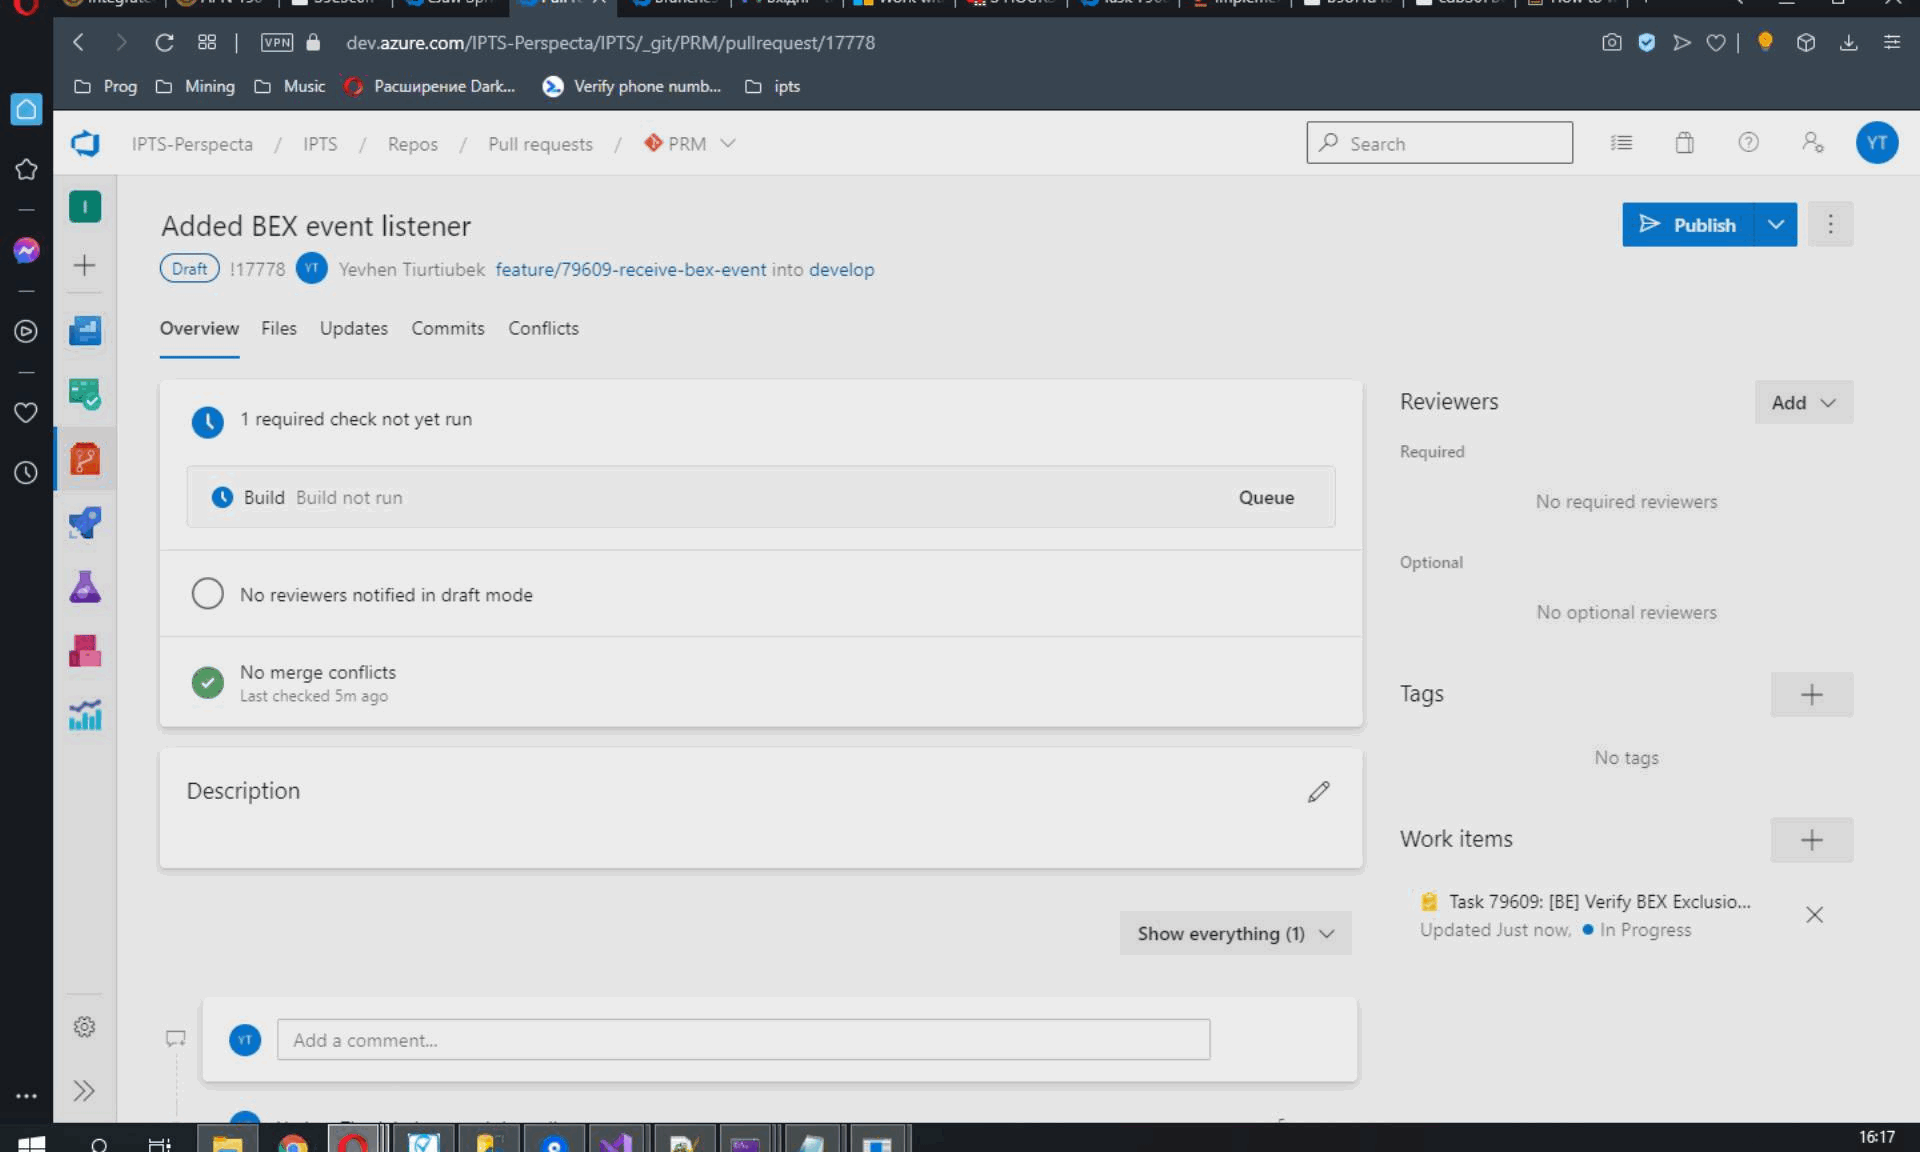 VPN
dev.azure.com/IPTS-Perspecta/IPTS/_git/PRM/pullrequest/17778
Prog
Mining
Music
Расширение Dark...
Verify phone numb...
ipts
IPTS-Perspecta / IPTS / Repos / Pull requests / PRM
Search
YT
I
Added BEX event listener
Publish
Draft !17778 YT Yevhen Tiurtiubek feature/79609-receive-bex-event into develop
Overview Files Updates Commits Conflicts
1 required check not yet run
Build Build not run Queue
No reviewers notified in draft mode
No merge conflicts
Last checked 5m ago
Description
Show everything (1)
YT Add a comment...
Reviewers
Add
Required
No required reviewers
Optional
No optional reviewers
Tags
No tags
Work items
Task 79609: [BE] Verify BEX Exclusio...
Updated Just now, In Progress
16:17